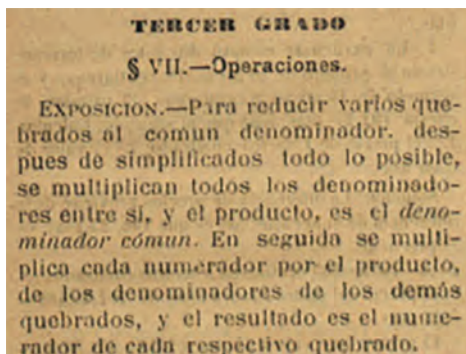 TERCER GRADO
§ VII.—Operaciones.
EXPOSICION.—Para reducir varios que-
brados al comun denominador. des-
pues de simplificados todo lo posible,
se multiplican todos los denominado-
res entre sí, y el producto, es el deno-
minador cómun. En seguida se multi-
plica cada numerador por el producto,
de los denominadores de los demás
quebrados, y el resultado es el nume-
rador de cada respectivo quebrado.